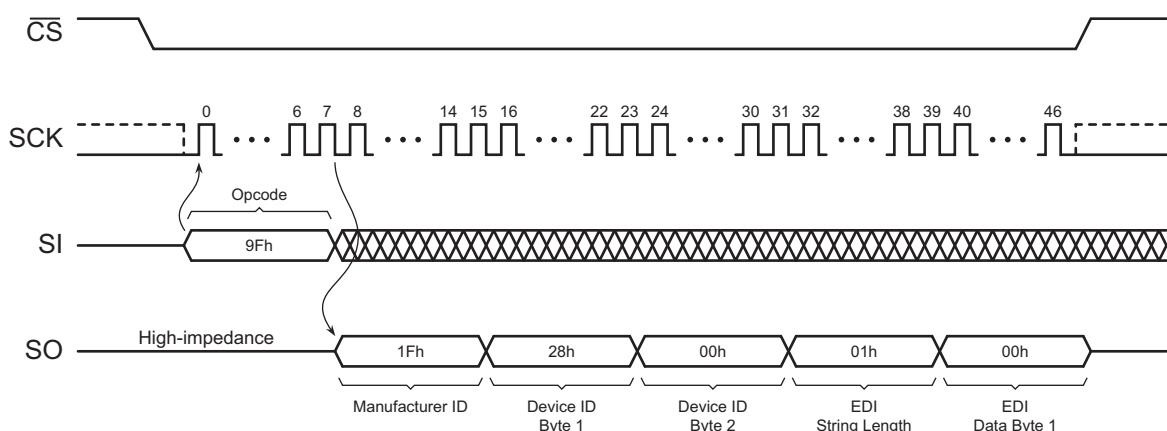 CS
0 6 7 8 14 15 16 22 23 24 30 31 32 38 39 40 46
SCK
Opcode
SI
9Fh
High-impedance
SO
1Fh 28h 00h 01h 00h
Manufacturer ID Device ID Device ID EDI EDI
Byte 1 Byte 2 String Length Data Byte 1